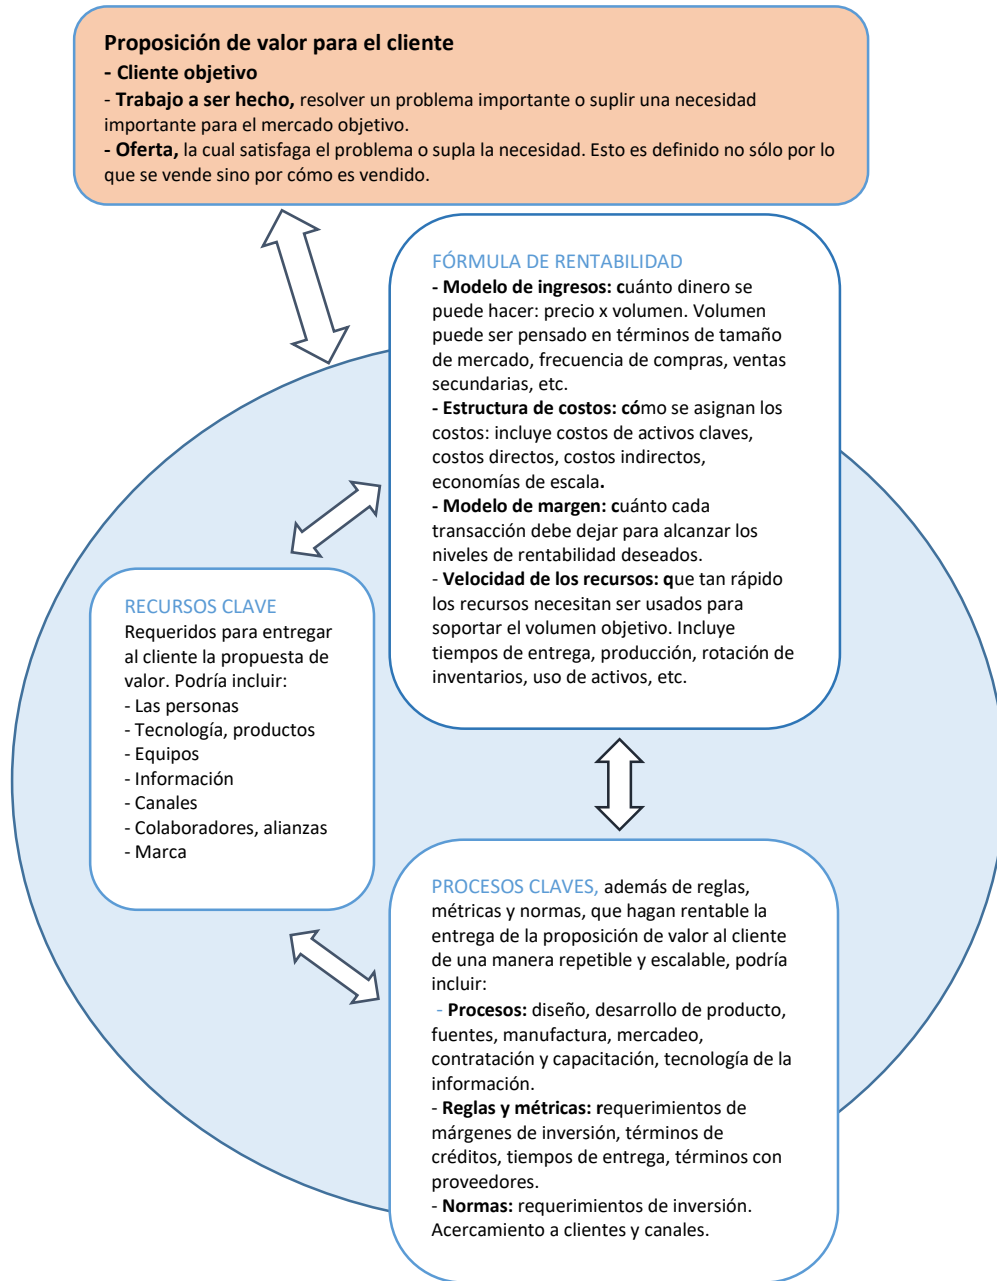 Proposición de valor para el cliente
- Cliente objetivo
- Trabajo a ser hecho, resolver un problema importante o suplir una necesidad
importante para el mercado objetivo.
- Oferta, la cual satisfaga el problema o supla la necesidad. Esto es definido no sólo por lo
que se vende sino por cómo es vendido.
FÓRMULA DE RENTABILIDAD
- Modelo de ingresos: cuánto dinero se
puede hacer: precio x volumen. Volumen
puede ser pensado en términos de tamaño
de mercado, frecuencia de compras, ventas
secundarias, etc.
- Estructura de costos: cómo se asignan los
costos: incluye costos de activos claves,
costos directos, costos indirectos,
economías de escala.
- Modelo de margen: cuánto cada
transacción debe dejar para alcanzar los
niveles de rentabilidad deseados.
- Velocidad de los recursos: que tan rápido
los recursos necesitan ser usados para
soportar el volumen objetivo. Incluye
tiempos de entrega, producción, rotación de
inventarios, uso de activos, etc.
RECURSOS CLAVE
Requeridos para entregar
al cliente la propuesta de
valor. Podría incluir:
- Las personas
- Tecnología, productos
- Equipos
- Información
- Canales
- Colaboradores, alianzas
- Marca
PROCESOS CLAVES, además de reglas,
métricas y normas, que hagan rentable la
entrega de la proposición de valor al cliente
de una manera repetible y escalable, podría
incluir:
- Procesos: diseño, desarrollo de producto,
fuentes, manufactura, mercadeo,
contratación y capacitación, tecnología de la
información.
- Reglas y métricas: requerimientos de
márgenes de inversión, términos de
créditos, tiempos de entrega, términos con
proveedores.
- Normas: requerimientos de inversión.
Acercamiento a clientes y canales.